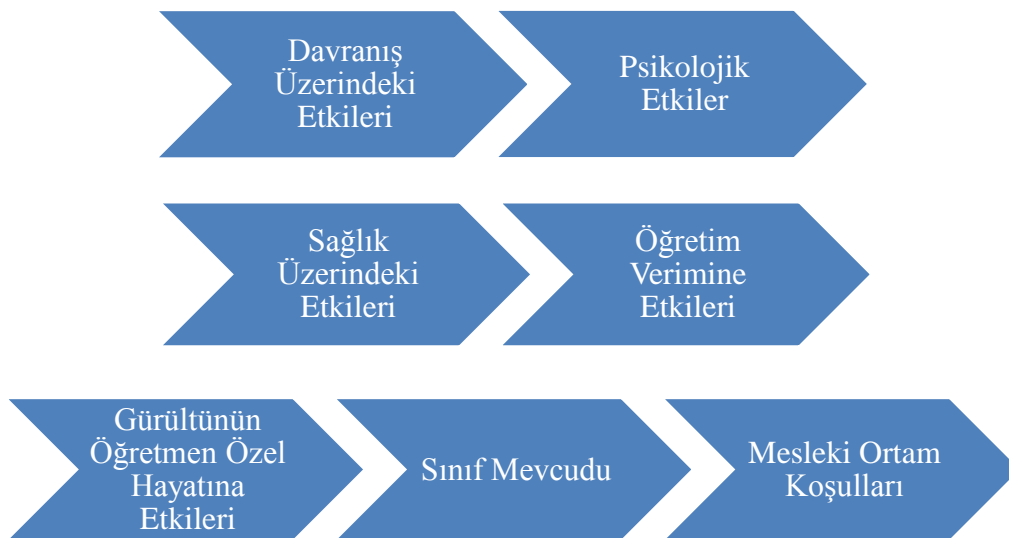 Davranış
Üzerindeki
Etkileri
Psikolojik
Etkiler
Sağlık
Üzerindeki
Etkileri
Öğretim
Verimine
Etkileri
Gürültünün
Öğretmen Özel
Hayatına
Etkileri
Sınıf Mevcudu
Mesleki Ortam
Koşulları